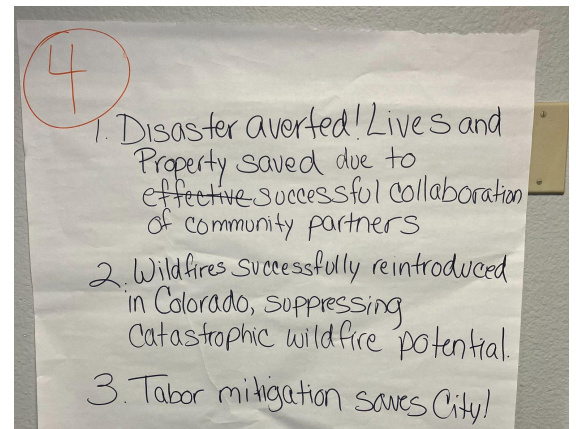 4
1. Disaster averted! Lives and
Property saved due to
effective successful collaboration
of community partners
2. Wildfires successfully reintroduced
in Colorado, suppressing
Catastrophic wildfire potential.
3. Tabor mitigation saves City!